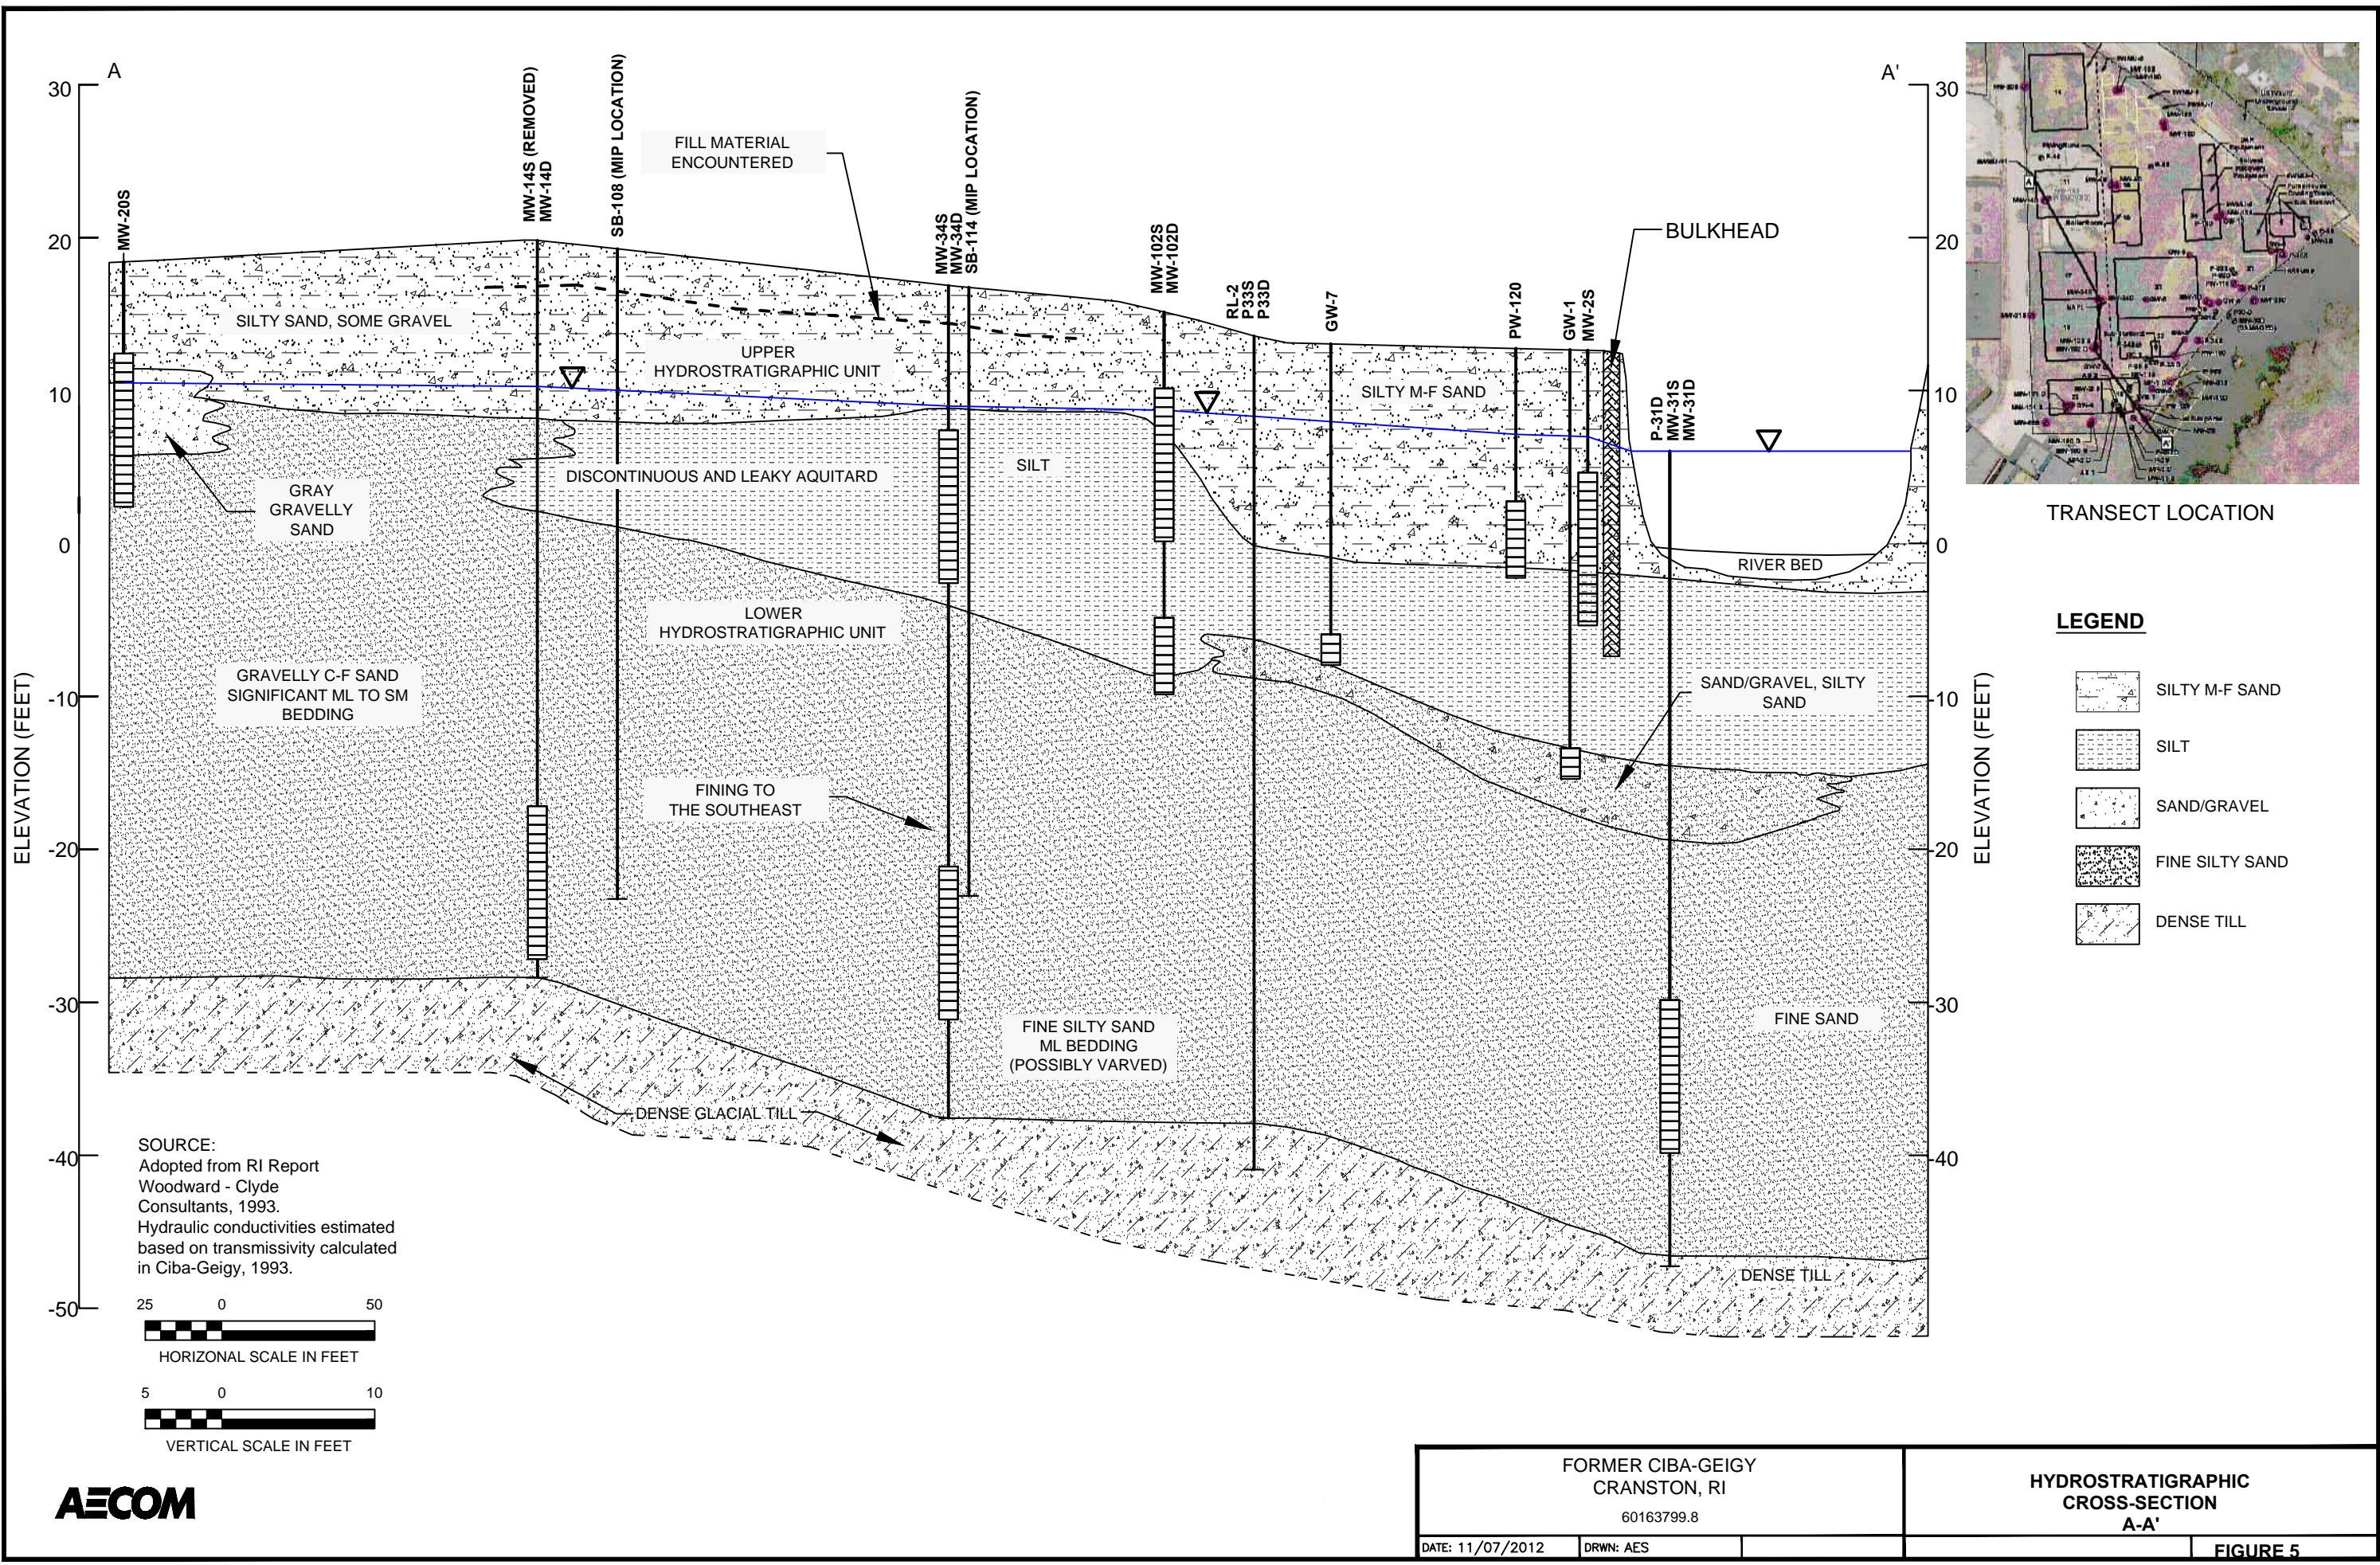 A
A'
30
20
10
0
-10
-20
-30
-40
-50
ELEVATION (FEET)
MW-20S
MW-14S (REMOVED)
MW-14D
SB-108 (MIP LOCATION)
FILL MATERIAL
ENCOUNTERED
MW-34S
MW-34D
SB-114 (MIP LOCATION)
MW-102S
MW-102D
RL-2
P33S
P33D
GW-7
PW-120
GW-1
MW-2S
BULKHEAD
P-31D
MW-31S
MW-31D
30
20
10
0
-10
-20
-30
-40
ELEVATION (FEET)
SILTY SAND, SOME GRAVEL
UPPER
HYDROSTRATIGRAPHIC UNIT
SILTY M-F SAND
DISCONTINUOUS AND LEAKY AQUITARD
SILT
GRAY
GRAVELLY
SAND
RIVER BED
LOWER
HYDROSTRATIGRAPHIC UNIT
GRAVELLY C-F SAND
SIGNIFICANT ML TO SM
BEDDING
SAND/GRAVEL, SILTY
SAND
FINING TO
THE SOUTHEAST
FINE SILTY SAND
ML BEDDING
(POSSIBLY VARVED)
FINE SAND
DENSE GLACIAL TILL
DENSE TILL
TRANSECT LOCATION
LEGEND
SILTY M-F SAND
SILT
SAND/GRAVEL
FINE SILTY SAND
DENSE TILL
SOURCE:
Adopted from RI Report
Woodward - Clyde
Consultants, 1993.
Hydraulic conductivities estimated
based on transmissivity calculated
in Ciba-Geigy, 1993.
25 0 50
HORIZONAL SCALE IN FEET
5 0 10
VERTICAL SCALE IN FEET
AECOM
FORMER CIBA-GEIGY
CRANSTON, RI
60163799.8
DATE: 11/07/2012
DRWN: AES
HYDROSTRATIGRAPHIC
CROSS-SECTION
A-A'
FIGURE 5